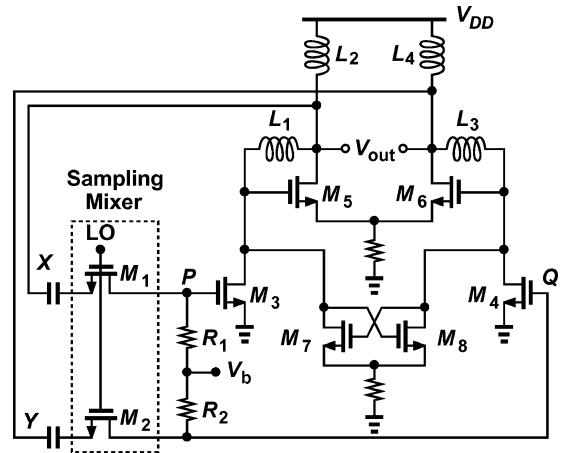 V_DD
L_2
L_4
L_1
L_3
V_out
Sampling
Mixer
M_5
M_6
LO
X
M_1
P
M_3
M_4
Q
R_1
M_7
M_8
V_b
Y
M_2
R_2